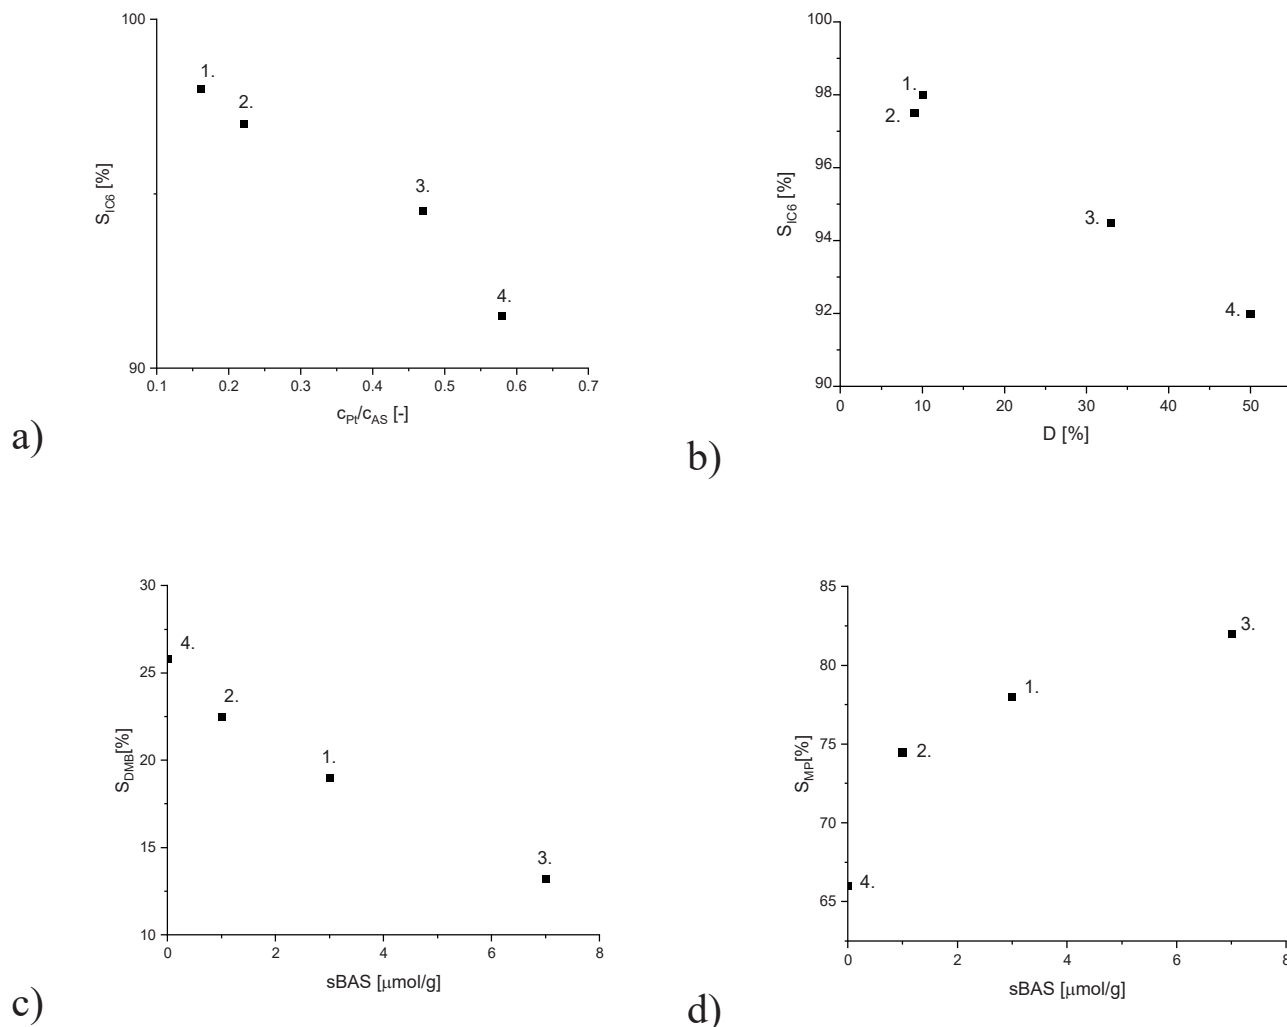 100
1.
2.
S_IC6 [%]
3.
4.
90
0.1 0.2 0.3 0.4 0.5 0.6 0.7
c_Pt/c_AS [-]
a)
100
98
1.
2.
96
S_IC6 [%]
94
3.
92
4.
90
0 10 20 30 40 50
D [%]
b)
30
4.
25
2.
S_DMB[%]
20
1.
15
3.
10
0 2 4 6 8
sBAS [μmol/g]
c)
85
3.
80
1.
75
2.
S_MP[%]
70
4.
65
0 2 4 6 8
sBAS [μmol/g]
d)